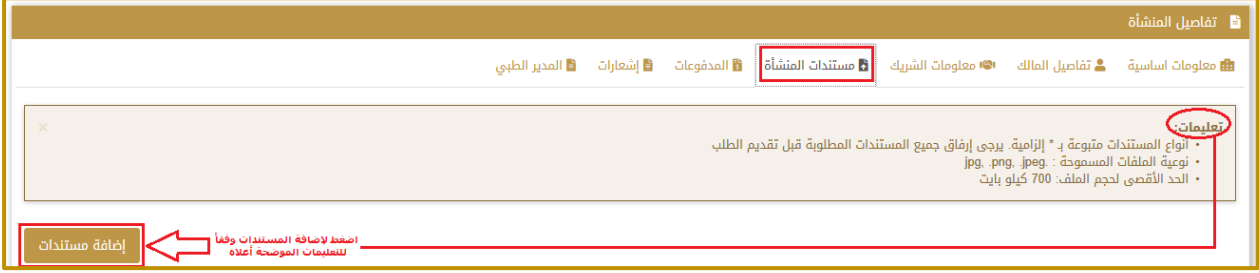 تفاصيل المنشأة
معلومات اساسية تفاصيل المالك معلومات الشريك مستندات المنشأة المدفوعات إشعارات المدير الطبي
تعليمات:
• أنواع المستندات متبوعة بـ * إلزامية. يرجى إرفاق جميع المستندات المطلوبة قبل تقديم الطلب
• نوعية الملفات المسموحة : .jpg, .png, .jpeg
• الحد الأقصى لحجم الملف: 700 كيلو بايت
اضغط لإضافة المستندات وفقاً
للتعليمات الموضحة أعلاه
إضافة مستندات